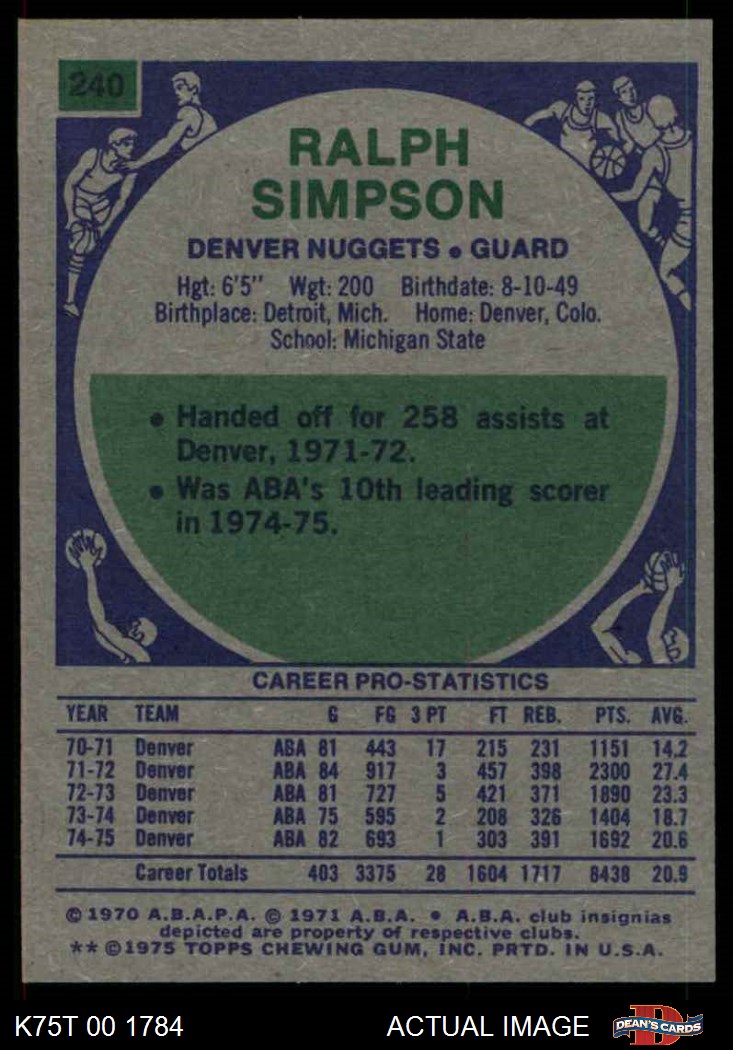 240
RALPH
SIMPSON
DENVER NUGGETS • GUARD
Hgt: 6'5" Wgt: 200 Birthdate: 8-10-49
Birthplace: Detroit, Mich. Home: Denver, Colo.
School: Michigan State
• Handed off for 258 assists at
Denver, 1971-72.
• Was ABA's 10th leading scorer
in 1974-75.
CAREER PRO-STATISTICS
YEAR TEAM G FG 3 PT FT REB. PTS. AVG.
70-71 Denver ABA 81 443 17 215 231 1151 14.2
71-72 Denver ABA 84 917 3 457 398 2300 27.4
72-73 Denver ABA 81 727 5 421 371 1890 23.3
73-74 Denver ABA 75 595 2 208 326 1404 18.7
74-75 Denver ABA 82 693 1 303 391 1692 20.6
Career Totals 403 3375 28 1604 1717 8438 20.9
© 1970 A.B.A.P.A. © 1971 A.B.A. • A.B.A. club insignias
depicted are property of respective clubs.
** ©1975 TOPPS CHEWING GUM, INC. PRTD. IN U.S.A.
K75T 00 1784 ACTUAL IMAGE DEAN'S CARDS